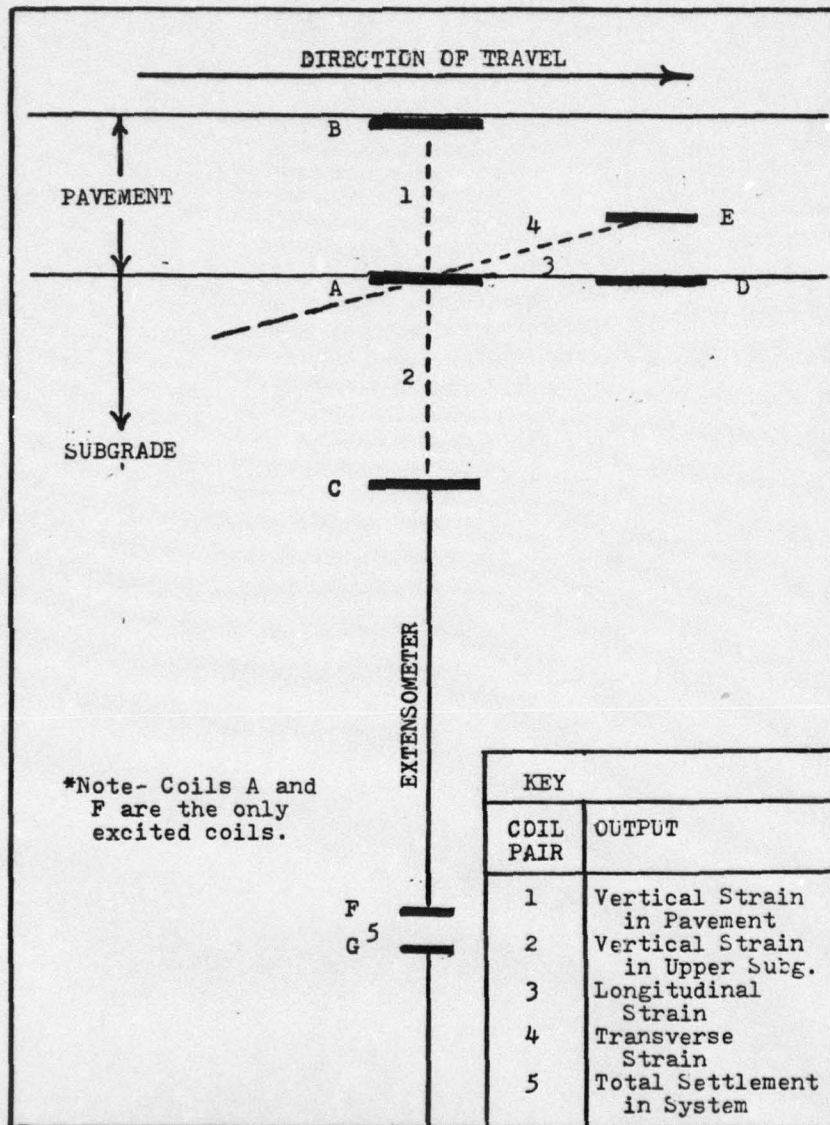 DIRECTION OF TRAVEL
B
PAVEMENT
1
4
E
3
A
D
2
SUBGRADE
C
EXTENSOMETER
*Note- Coils A and
F are the only
excited coils.
F
5
G
KEY
COIL
PAIR
OUTPUT
1 Vertical Strain
in Pavement
2 Vertical Strain
in Upper Subg.
3 Longitudinal
Strain
4 Transverse
Strain
5 Total Settlement
in System